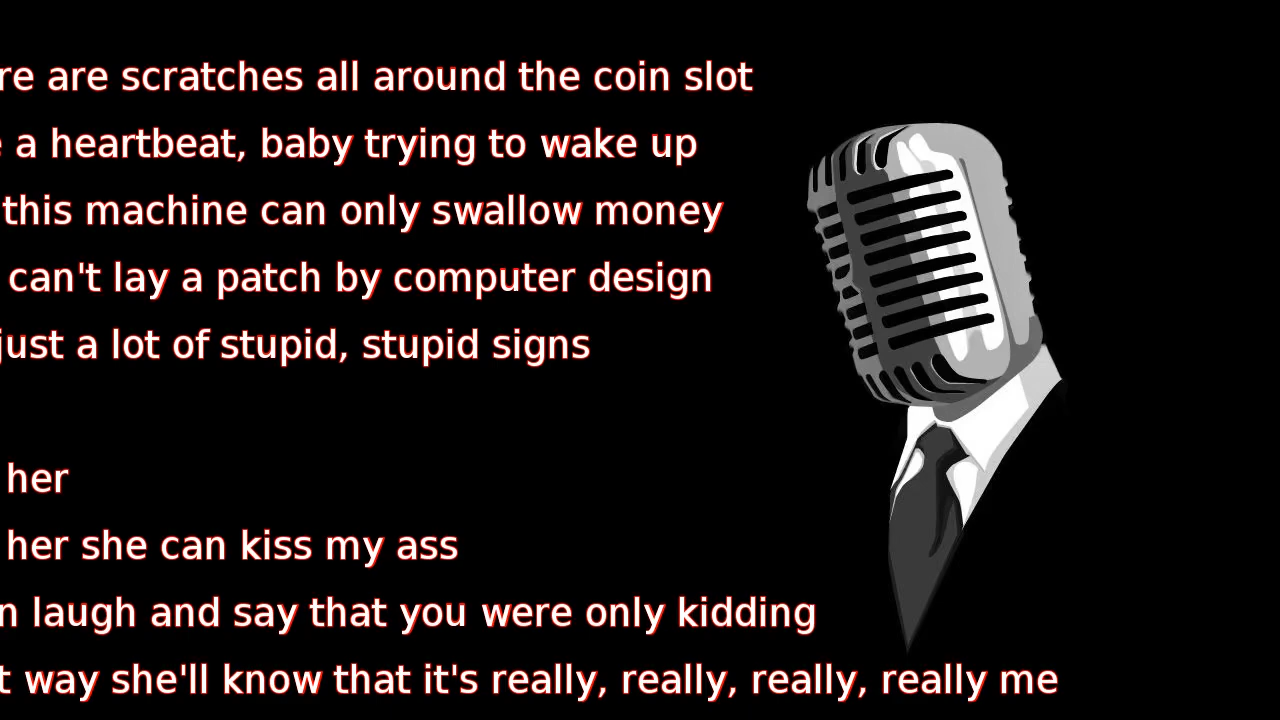 re are scratches all around the coin slot
a heartbeat, baby trying to wake up
this machine can only swallow money
can't lay a patch by computer design
just a lot of stupid, stupid signs
her
her she can kiss my ass
n laugh and say that you were only kidding
t way she'll know that it's really, really, really, really me